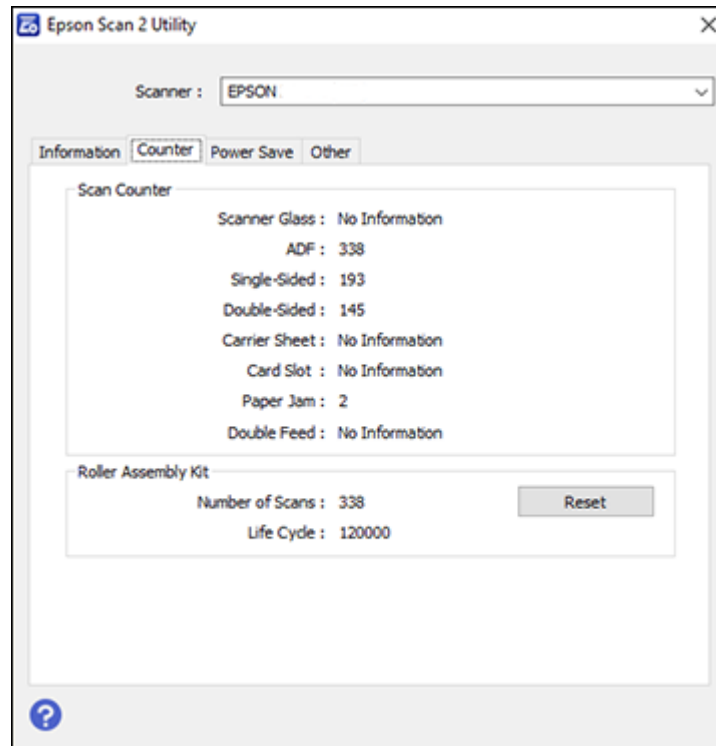 Epson Scan 2 Utility
Scanner : EPSON
Information Counter Power Save Other
Scan Counter
Scanner Glass : No Information
ADF : 338
Single-Sided : 193
Double-Sided : 145
Carrier Sheet : No Information
Card Slot : No Information
Paper Jam : 2
Double Feed : No Information
Roller Assembly Kit
Number of Scans : 338 Reset
Life Cycle : 120000
?